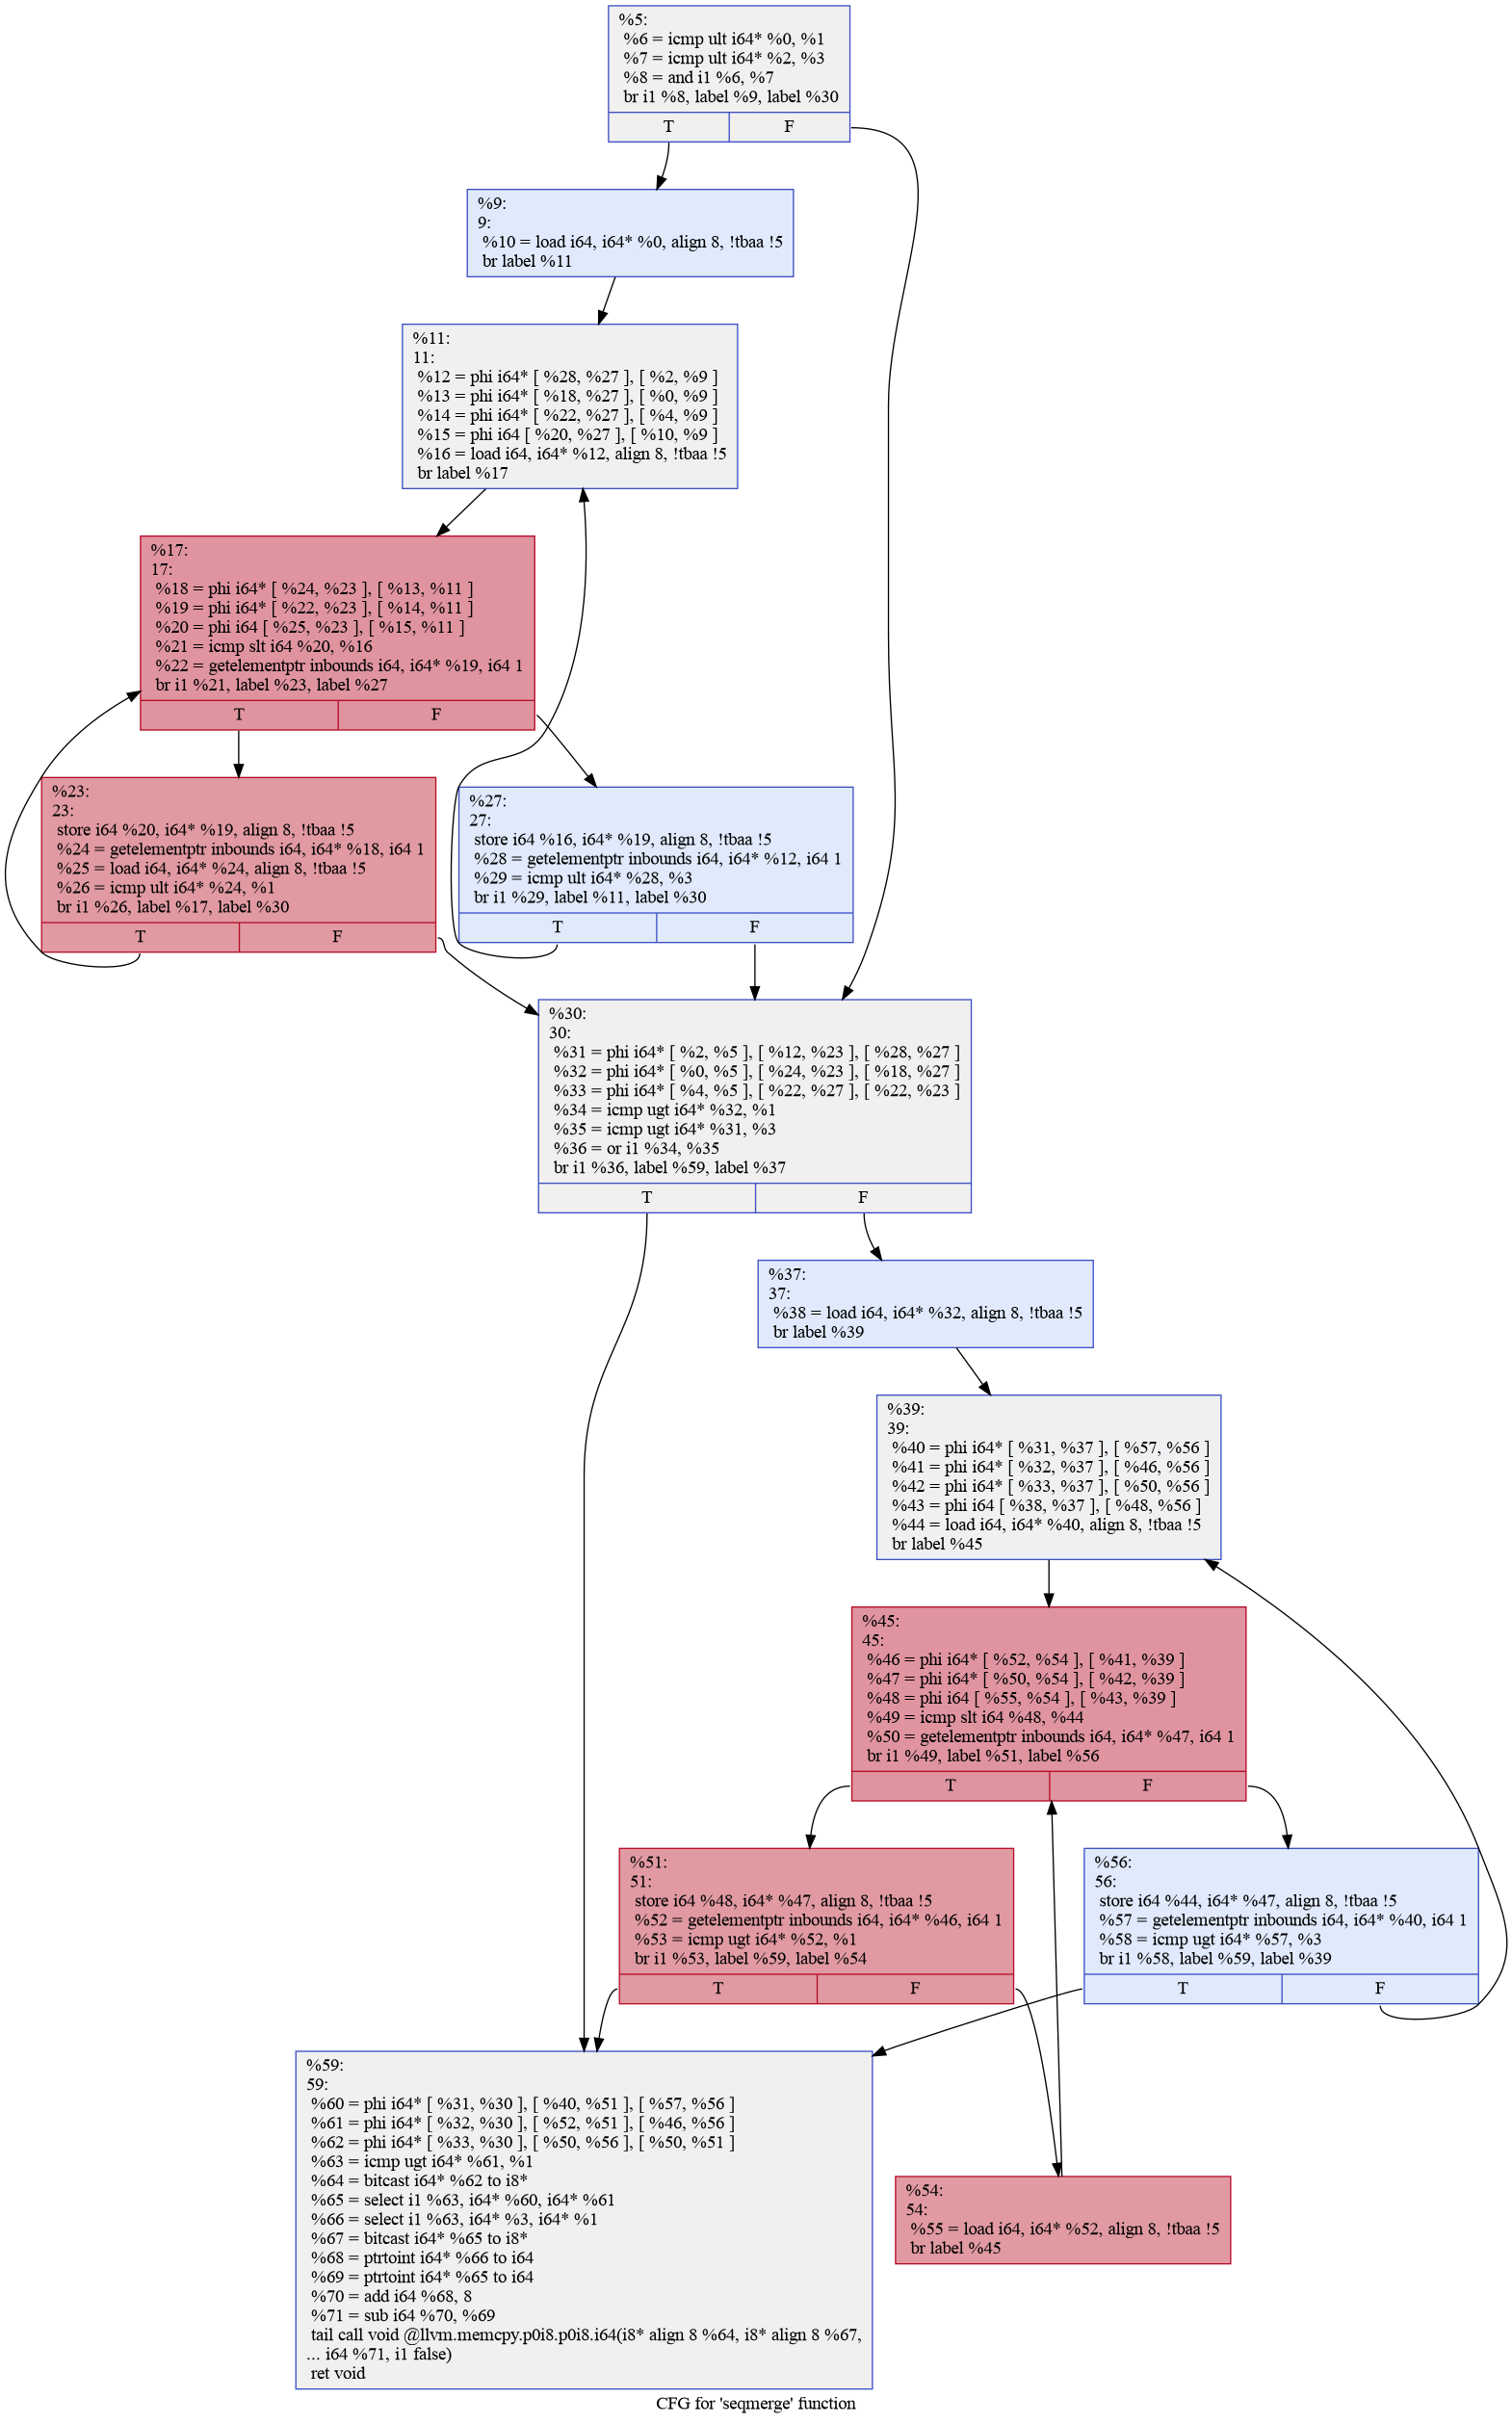 %5:
%6 = icmp ult i64* %0, %1
%7 = icmp ult i64* %2, %3
%8 = and i1 %6, %7
br i1 %8, label %9, label %30
T F
%9:
9:
%10 = load i64, i64* %0, align 8, !tbaa !5
br label %11
%11:
11:
%12 = phi i64* [ %28, %27 ], [ %2, %9 ]
%13 = phi i64* [ %18, %27 ], [ %0, %9 ]
%14 = phi i64* [ %22, %27 ], [ %4, %9 ]
%15 = phi i64 [ %20, %27 ], [ %10, %9 ]
%16 = load i64, i64* %12, align 8, !tbaa !5
br label %17
%17:
17:
%18 = phi i64* [ %24, %23 ], [ %13, %11 ]
%19 = phi i64* [ %22, %23 ], [ %14, %11 ]
%20 = phi i64 [ %25, %23 ], [ %15, %11 ]
%21 = icmp slt i64 %20, %16
%22 = getelementptr inbounds i64, i64* %19, i64 1
br i1 %21, label %23, label %27
T F
%23:
23:
store i64 %20, i64* %19, align 8, !tbaa !5
%24 = getelementptr inbounds i64, i64* %18, i64 1
%25 = load i64, i64* %24, align 8, !tbaa !5
%26 = icmp ult i64* %24, %1
br i1 %26, label %17, label %30
T F
%27:
27:
store i64 %16, i64* %19, align 8, !tbaa !5
%28 = getelementptr inbounds i64, i64* %12, i64 1
%29 = icmp ult i64* %28, %3
br i1 %29, label %11, label %30
T F
%30:
30:
%31 = phi i64* [ %2, %5 ], [ %12, %23 ], [ %28, %27 ]
%32 = phi i64* [ %0, %5 ], [ %24, %23 ], [ %18, %27 ]
%33 = phi i64* [ %4, %5 ], [ %22, %27 ], [ %22, %23 ]
%34 = icmp ugt i64* %32, %1
%35 = icmp ugt i64* %31, %3
%36 = or i1 %34, %35
br i1 %36, label %59, label %37
T F
%37:
37:
%38 = load i64, i64* %32, align 8, !tbaa !5
br label %39
%39:
39:
%40 = phi i64* [ %31, %37 ], [ %57, %56 ]
%41 = phi i64* [ %32, %37 ], [ %46, %56 ]
%42 = phi i64* [ %33, %37 ], [ %50, %56 ]
%43 = phi i64 [ %38, %37 ], [ %48, %56 ]
%44 = load i64, i64* %40, align 8, !tbaa !5
br label %45
%45:
45:
%46 = phi i64* [ %52, %54 ], [ %41, %39 ]
%47 = phi i64* [ %50, %54 ], [ %42, %39 ]
%48 = phi i64 [ %55, %54 ], [ %43, %39 ]
%49 = icmp slt i64 %48, %44
%50 = getelementptr inbounds i64, i64* %47, i64 1
br i1 %49, label %51, label %56
T F
%51:
51:
store i64 %48, i64* %47, align 8, !tbaa !5
%52 = getelementptr inbounds i64, i64* %46, i64 1
%53 = icmp ugt i64* %52, %1
br i1 %53, label %59, label %54
T F
%56:
56:
store i64 %44, i64* %47, align 8, !tbaa !5
%57 = getelementptr inbounds i64, i64* %40, i64 1
%58 = icmp ugt i64* %57, %3
br i1 %58, label %59, label %39
T F
%59:
59:
%60 = phi i64* [ %31, %30 ], [ %40, %51 ], [ %57, %56 ]
%61 = phi i64* [ %32, %30 ], [ %52, %51 ], [ %46, %56 ]
%62 = phi i64* [ %33, %30 ], [ %50, %56 ], [ %50, %51 ]
%63 = icmp ugt i64* %61, %1
%64 = bitcast i64* %62 to i8*
%65 = select i1 %63, i64* %60, i64* %61
%66 = select i1 %63, i64* %3, i64* %1
%67 = bitcast i64* %65 to i8*
%68 = ptrtoint i64* %66 to i64
%69 = ptrtoint i64* %65 to i64
%70 = add i64 %68, 8
%71 = sub i64 %70, %69
tail call void @llvm.memcpy.p0i8.p0i8.i64(i8* align 8 %64, i8* align 8 %67,
... i64 %71, i1 false)
ret void
%54:
54:
%55 = load i64, i64* %52, align 8, !tbaa !5
br label %45
CFG for 'seqmerge' function